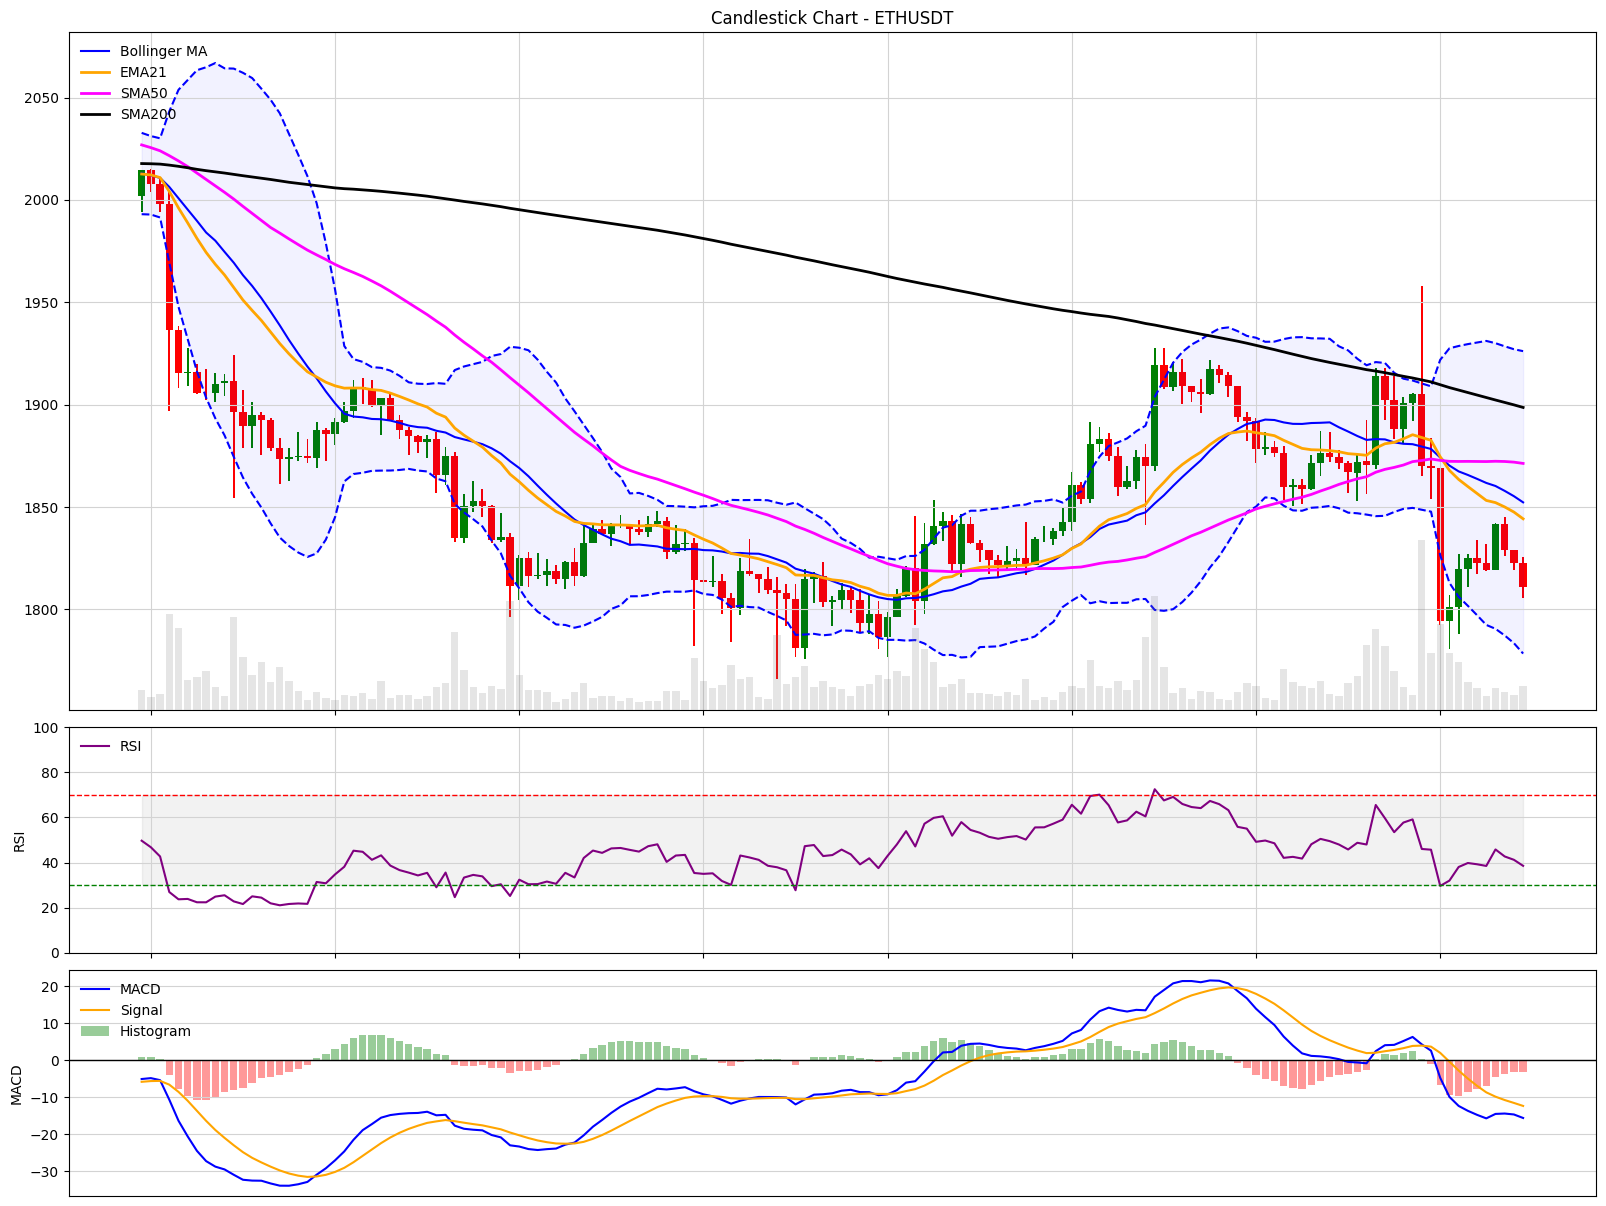 Candlestick Chart - ETHUSDT
Bollinger MA
EMA21
SMA50
SMA200
2050
2000
1950
1900
1850
1800
RSI
100
80
60
40
20
0
RSI
MACD
Signal
Histogram
20
10
0
−10
−20
−30
MACD